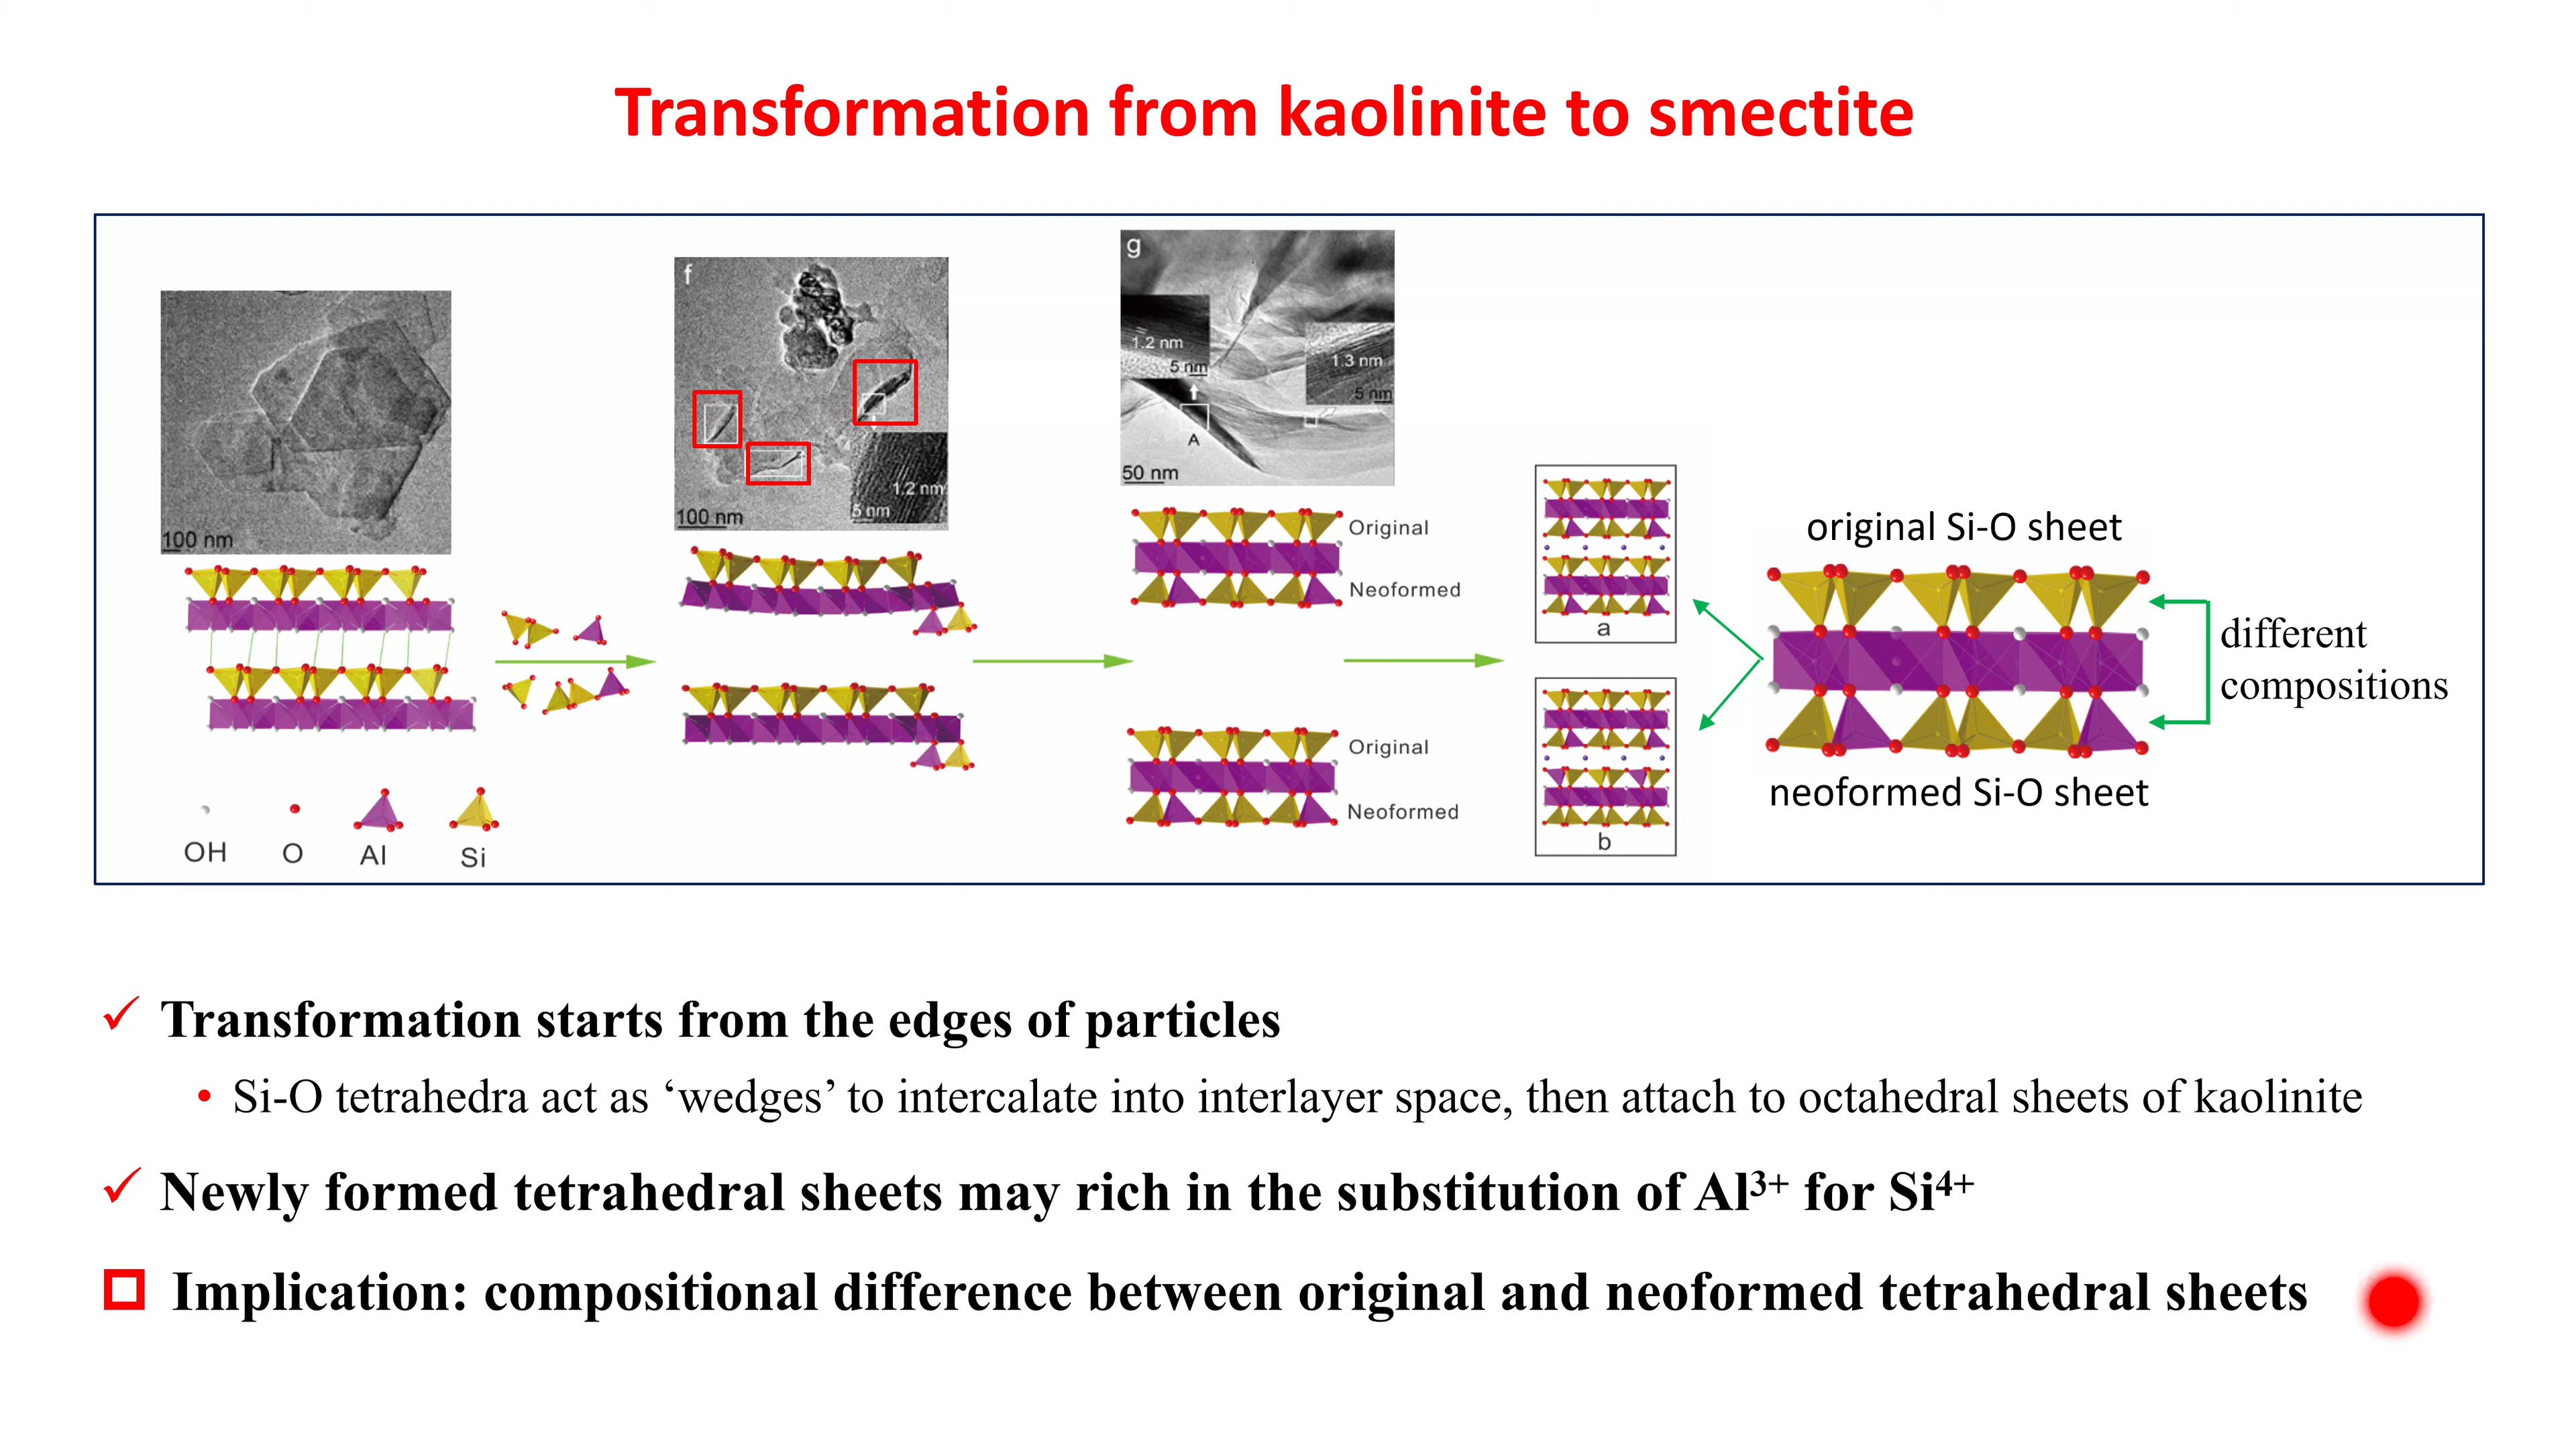 Transformation from kaolinite to smectite
100 nm
f
1.2 nm
5 nm
100 nm
g
1.2 nm
5 nm
1.3 nm
5 nm
A
50 nm
Original
Neoformed
Original
Neoformed
OH O Al Si
a
b
original Si-O sheet
different
compositions
neoformed Si-O sheet
✓ Transformation starts from the edges of particles
• Si-O tetrahedra act as ‘wedges’ to intercalate into interlayer space, then attach to octahedral sheets of kaolinite
✓ Newly formed tetrahedral sheets may rich in the substitution of Al³⁺ for Si⁴⁺
Implication: compositional difference between original and neoformed tetrahedral sheets